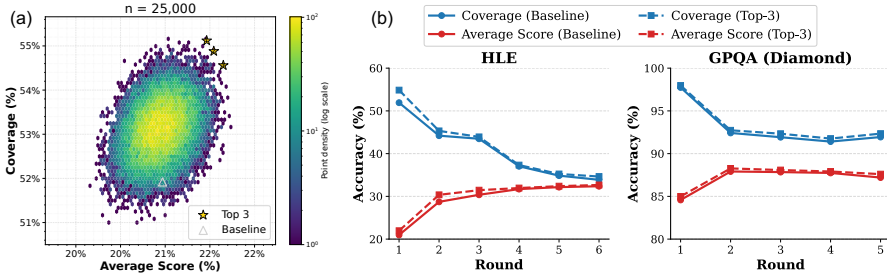 (a)
n = 25,000
Coverage (%)
55%
54%
53%
52%
51%
20%
20%
21%
22%
22%
Average Score (%)
Top 3
Baseline
10²
10¹
10⁰
Point density (log scale)
(b)
Coverage (Baseline)
Average Score (Baseline)
Coverage (Top-3)
Average Score (Top-3)
HLE
Accuracy (%)
60
50
40
30
20
1 2 3 4 5 6
Round
GPQA (Diamond)
Accuracy (%)
100
95
90
85
80
1 2 3 4 5
Round